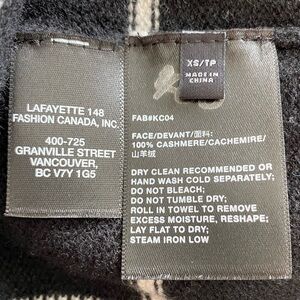 LAFAYETTE 148
FASHION CANADA, INC.
400-725
GRANVILLE STREET
VANCOUVER,
BC V7Y 1G5
XS/TP
MADE IN
CHINA
FAB#KC04
FACE/DEVANT/面料:
100% CASHMERE/CACHEMIRE/
山羊绒
DRY CLEAN RECOMMENDED OR
HAND WASH COLD SEPARATELY;
DO NOT BLEACH;
DO NOT TUMBLE DRY;
ROLL IN TOWEL TO REMOVE
EXCESS MOISTURE, RESHAPE;
LAY FLAT TO DRY;
STEAM IRON LOW